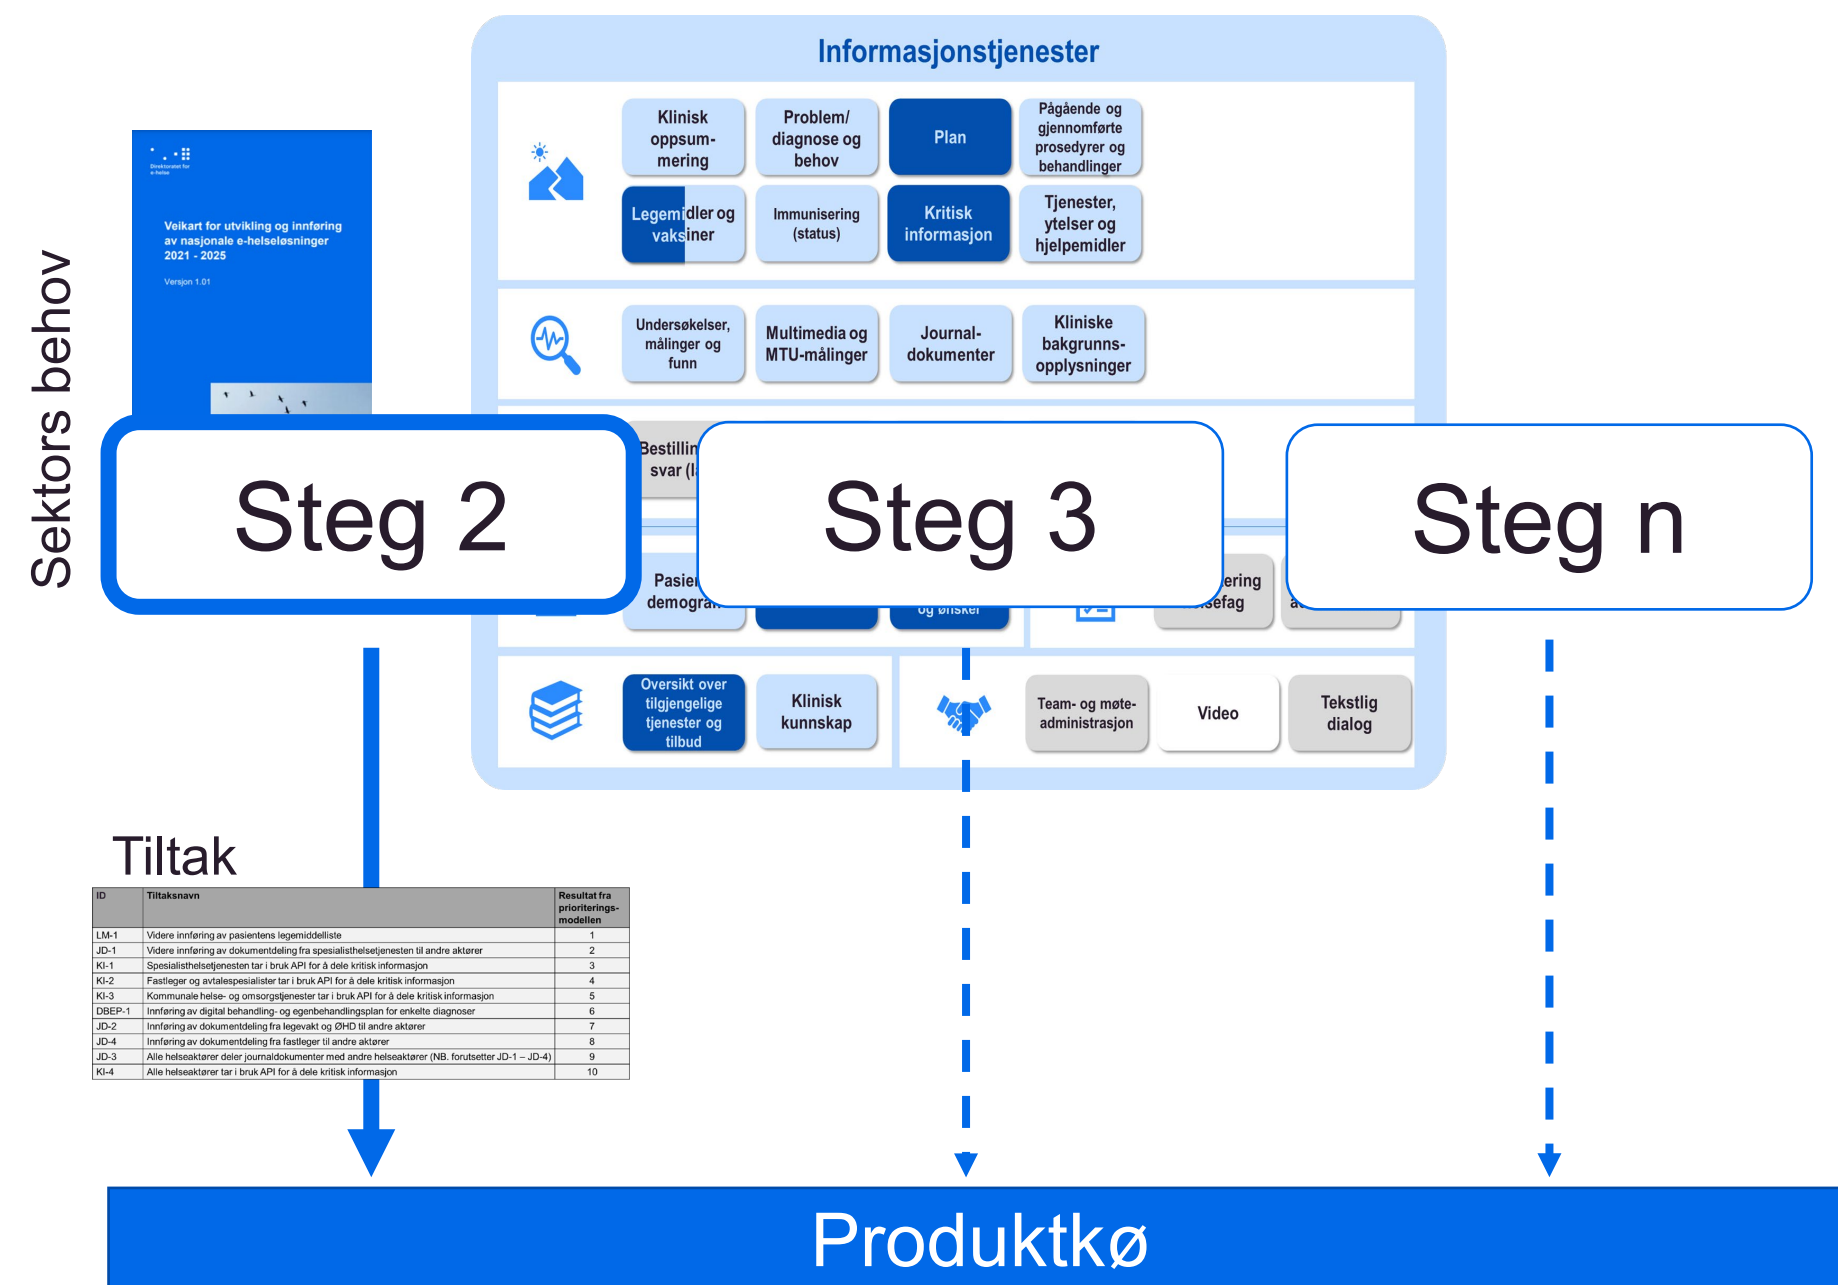 Informasjonstjenester
Klinisk
oppsum-
mering
Problem/
diagnose og
behov
Plan
Pågående og
gjennomførte
prosedyrer og
behandlinger
Legemidler og
vaksiner
Immunisering
(status)
Kritisk
informasjon
Tjenester,
ytelser og
hjelpemidler
Direktoratet for
e-helse
Veikart for utvikling og innføring
av nasjonale e-helseløsninger
2021 - 2025
Versjon 1.01
Sektors behov
Undersøkelser,
målinger og
funn
Multimedia og
MTU-målinger
Journal-
dokumenter
Kliniske
bakgrunns-
opplysninger
svar
Steg 2
Steg 3
Steg n
og ønsker
Oversikt over
tilgjengelige
tjenester og
tilbud
Klinisk
kunnskap
Team- og møte-
administrasjon
Video
Tekstlig
dialog
Tiltak
ID Tiltaksnavn Resultat fra
prioriterings-
modellen
LM-1 Videre innføring av pasientens legemiddelliste 1
JD-1 Videre innføring av dokumentdeling fra spesialisthelsetjenesten til andre aktører 2
KI-1 Spesialisthelsetjenesten tar i bruk API for å dele kritisk informasjon 3
KI-2 Fastleger og avtalespesialister tar i bruk API for å dele kritisk informasjon 4
KI-3 Kommunale helse- og omsorgstjenester tar i bruk API for å dele kritisk informasjon 5
DBEP-1 Innføring av digital behandling- og egenbehandlingsplan for enkelte diagnoser 6
JD-2 Innføring av dokumentdeling fra legevakt og ØHD til andre aktører 7
JD-4 Innføring av dokumentdeling fra fastleger til andre aktører 8
JD-3 Alle helseaktører deler journaldokumenter med andre helseaktører (NB. forutsetter JD-1 – JD-4) 9
KI-4 Alle helseaktører tar i bruk API for å dele kritisk informasjon 10
Produktkø